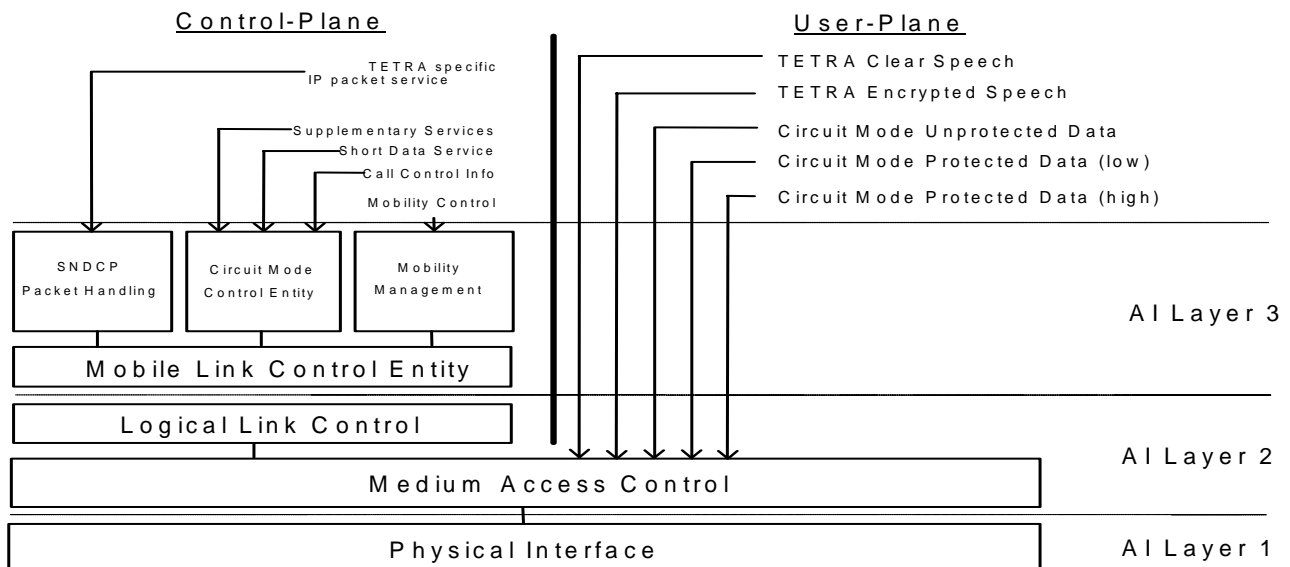 Control-Plane
User-Plane
TETRA specific
IP packet service
TETRA Clear Speech
TETRA Encrypted Speech
Supplementary Services
Circuit Mode Unprotected Data
Short Data Service
Circuit Mode Protected Data (low)
Call Control Info
Mobility Control
Circuit Mode Protected Data (high)
SNDCP
Packet Handling
Circuit Mode
Control Entity
Mobility
Management
AI Layer 3
Mobile Link Control Entity
Logical Link Control
AI Layer 2
Medium Access Control
Physical Interface
AI Layer 1